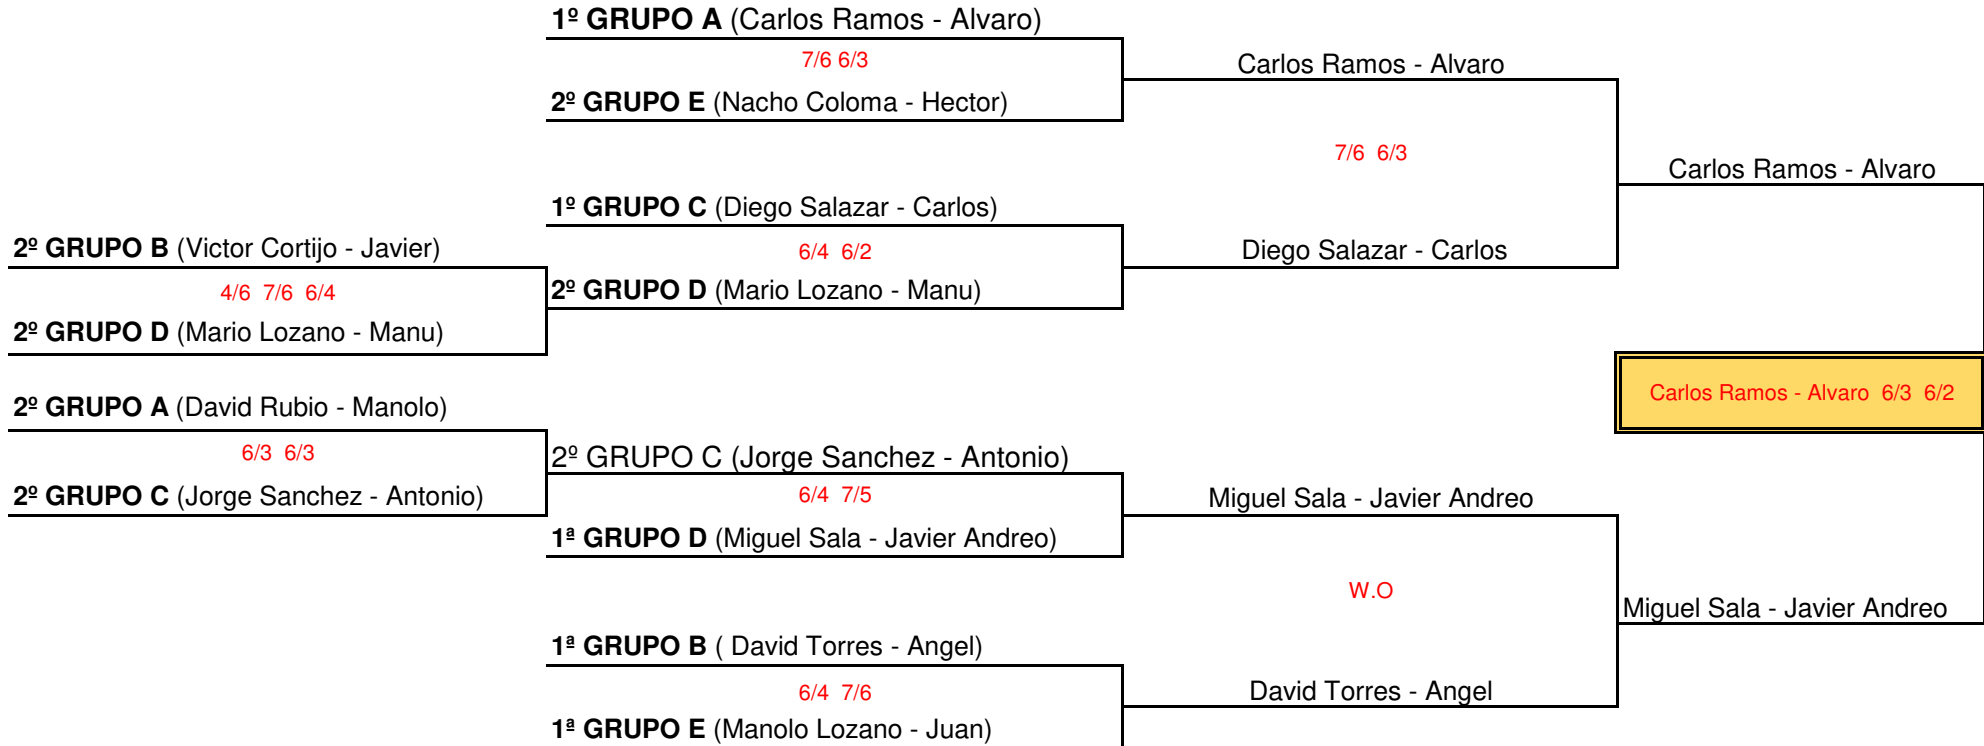 1º GRUPO A (Carlos Ramos - Alvaro)
7/6 6/3
2º GRUPO E (Nacho Coloma - Hector)
Carlos Ramos - Alvaro
7/6 6/3
Carlos Ramos - Alvaro
1º GRUPO C (Diego Salazar - Carlos)
6/4 6/2
2º GRUPO D (Mario Lozano - Manu)
Diego Salazar - Carlos
2º GRUPO B (Victor Cortijo - Javier)
4/6 7/6 6/4
2º GRUPO D (Mario Lozano - Manu)
Carlos Ramos - Alvaro 6/3 6/2
2º GRUPO A (David Rubio - Manolo)
6/3 6/3
2º GRUPO C (Jorge Sanchez - Antonio)
2º GRUPO C (Jorge Sanchez - Antonio)
6/4 7/5
1ª GRUPO D (Miguel Sala - Javier Andreo)
Miguel Sala - Javier Andreo
W.O
Miguel Sala - Javier Andreo
1ª GRUPO B ( David Torres - Angel)
6/4 7/6
1ª GRUPO E (Manolo Lozano - Juan)
David Torres - Angel